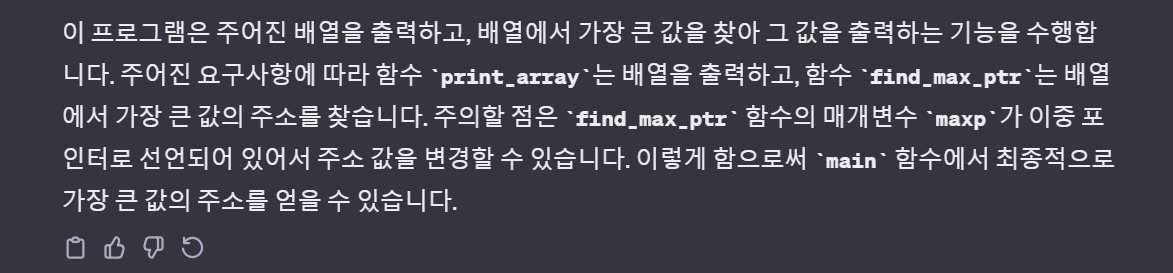 이 프로그램은 주어진 배열을 출력하고, 배열에서 가장 큰 값을 찾아 그 값을 출력하는 기능을 수행합
니다. 주어진 요구사항에 따라 함수 `print_array`는 배열을 출력하고, 함수 `find_max_ptr`는 배열
에서 가장 큰 값의 주소를 찾습니다. 주의할 점은 `find_max_ptr` 함수의 매개변수 `maxp`가 이중 포
인터로 선언되어 있어서 주소 값을 변경할 수 있습니다. 이렇게 함으로써 `main` 함수에서 최종적으로
가장 큰 값의 주소를 얻을 수 있습니다.